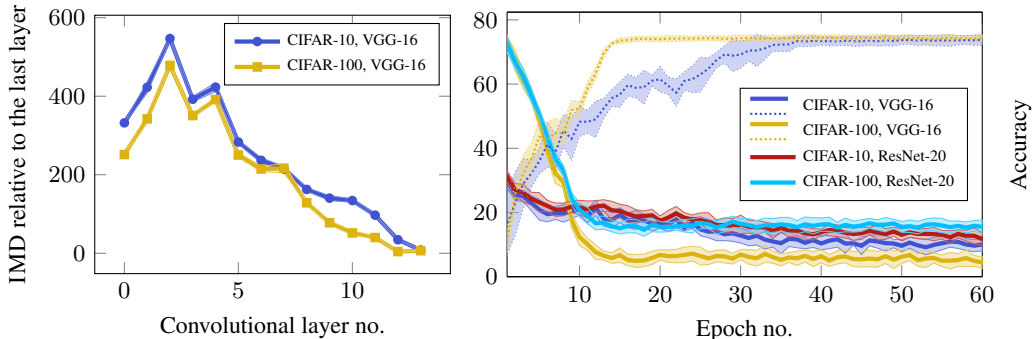 IMD relative to the last layer
600
400
200
0
0
5
10
Convolutional layer no.
CIFAR-10, VGG-16
CIFAR-100, VGG-16
80
60
40
20
0
10
20
30
40
50
60
Epoch no.
CIFAR-10, VGG-16
CIFAR-100, VGG-16
CIFAR-10, ResNet-20
CIFAR-100, ResNet-20
Accuracy